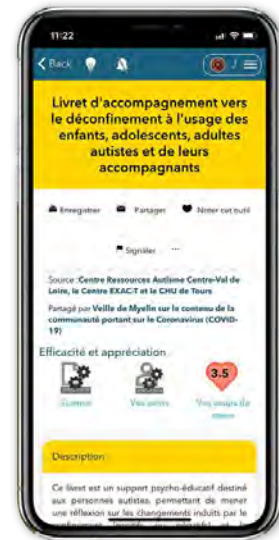 11:22
Back
Livret d'accompagnement vers
le déconfinement à l'usage des
enfants, adolescents, adultes
autistes et de leurs
accompagnants
Enregistrer Partager Noter cet outil
Signaler ...
Source : Centre Ressources Autisme Centre-Val de
Loire, le Centre EXAC-T et le CHU de Tours
Partagé par Veille de Myelin sur le contenu de la
communauté portant sur le Coronavirus (COVID-
19)
Efficacité et appréciation
3.5
Description
Ce livret est un support psycho-éducatif destiné
aux personnes autistes, permettant de mener
une réflexion sur les changements induits par le